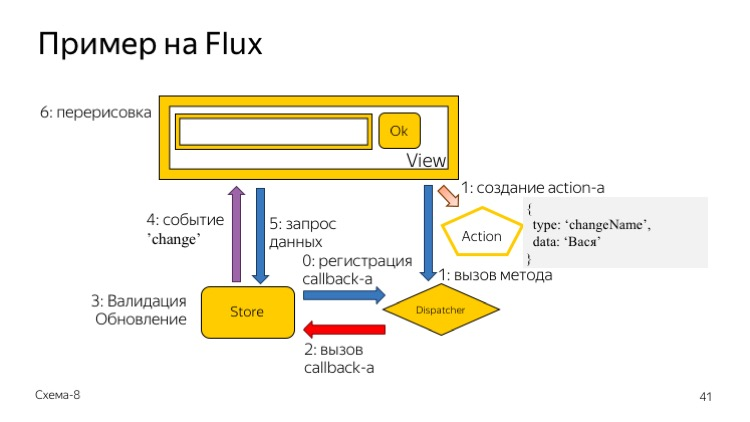 Пример на Flux
6: перерисовка
Ok
View
1: создание action-а
{
type: ‘changeName’,
data: ‘Вася’
}
Action
4: событие
’change’
5: запрос
данных
0: регистрация
callback-а
1: вызов метода
3: Валидация
Обновление
Store
Dispatcher
2: вызов
callback-а
Схема-8
41